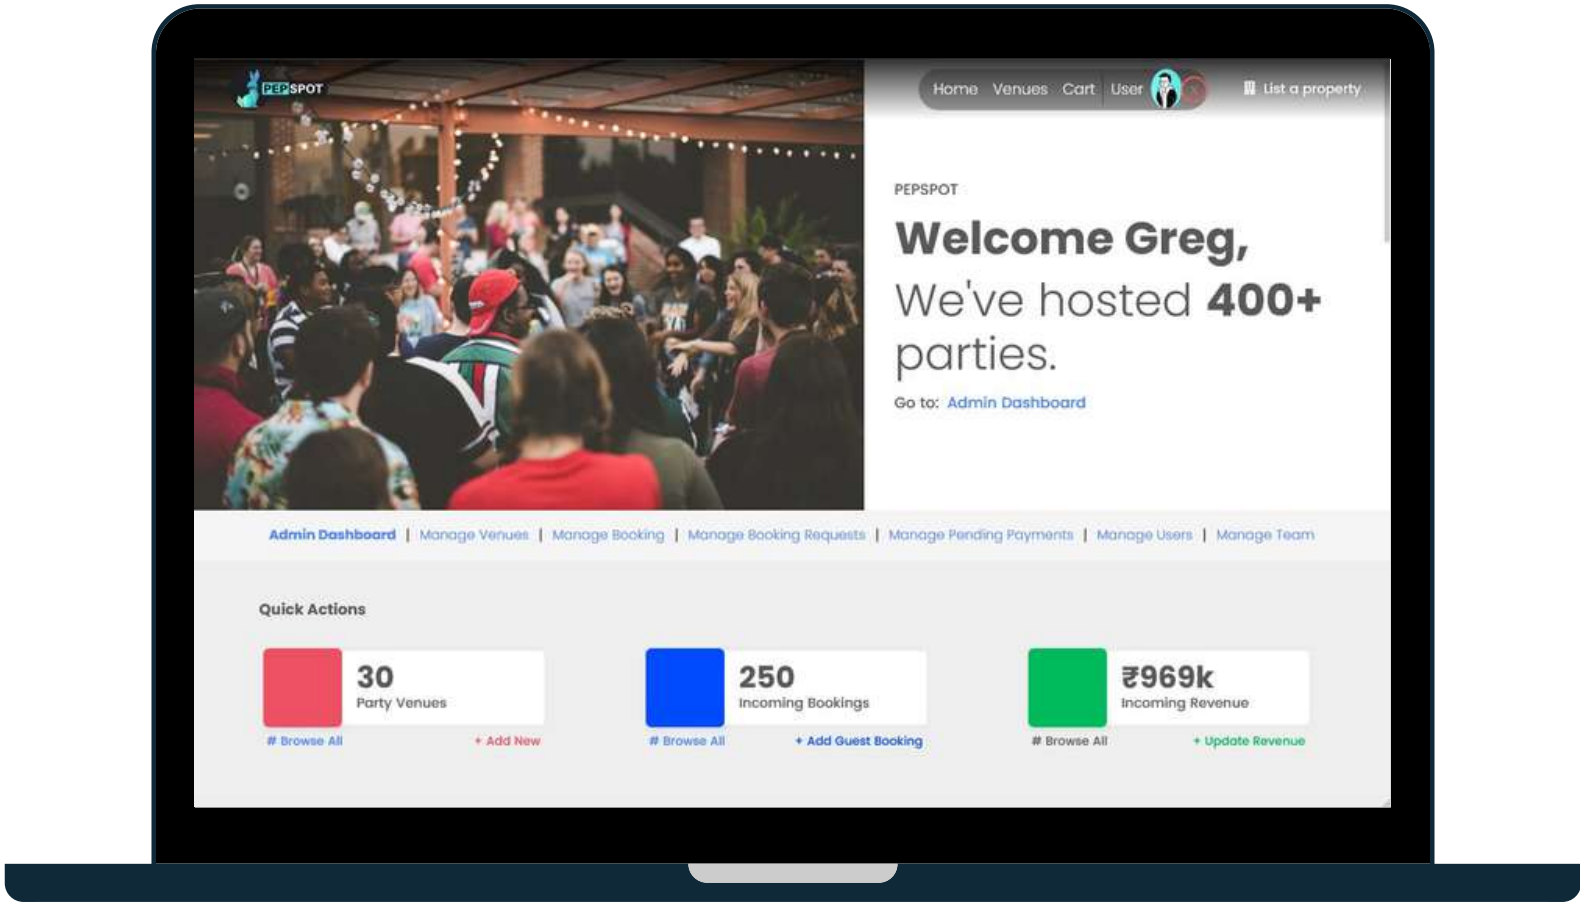 PEPSPOT
Home Venues Cart User
List a property
PEPSPOT
Welcome Greg,
We've hosted 400+
parties.
Go to: Admin Dashboard
Admin Dashboard | Manage Venues | Manage Booking | Manage Booking Requests | Manage Pending Payments | Manage Users | Manage Team
Quick Actions
30
Party Venues
# Browse All + Add New
250
Incoming Bookings
# Browse All + Add Guest Booking
₹969k
Incoming Revenue
# Browse All + Update Revenue